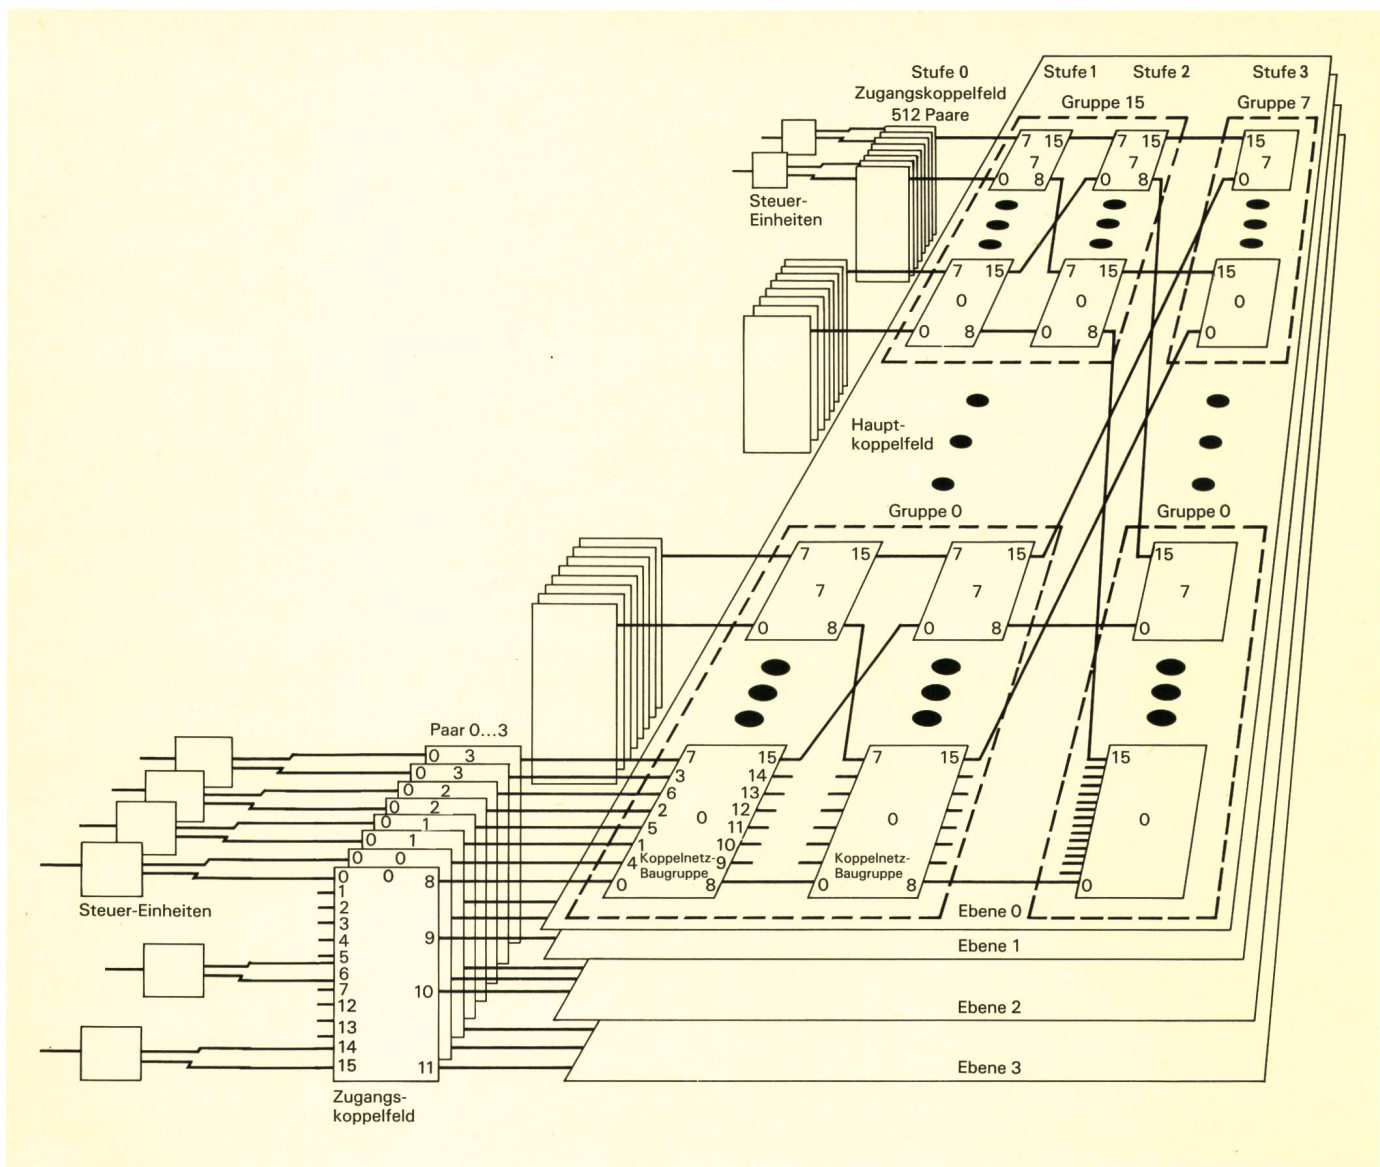 Stufe 0
Zugangskoppelfeld
512 Paare
Stufe 1 Stufe 2 Stufe 3
Gruppe 15 Gruppe 7
7 15 7 15 15
7 7 7
0 8 0 8 0
Steuer-
Einheiten
7 15 7 15 15
0 0 0
0 8 0 8 0
Haupt-
koppelfeld
Gruppe 0 Gruppe 0
7 15 7 15 15
7 7
0 8 0 8 0
Paar 0...3
0 3
0 3
0 2
0 2
0 1
0 1
0 0
0 0
7 15 7 15 15
3 14
6 13
2 12
5 0 11 0 0
1 10
4 9
Koppelnetz-
Baugruppe
0 8
Koppelnetz-
Baugruppe
0 8
0
1
2
3
4
5
6
7
12
13
14
15
8
9
10
11
Steuer-Einheiten
Ebene 0
Ebene 1
Ebene 2
Ebene 3
Zugangs-
koppelfeld